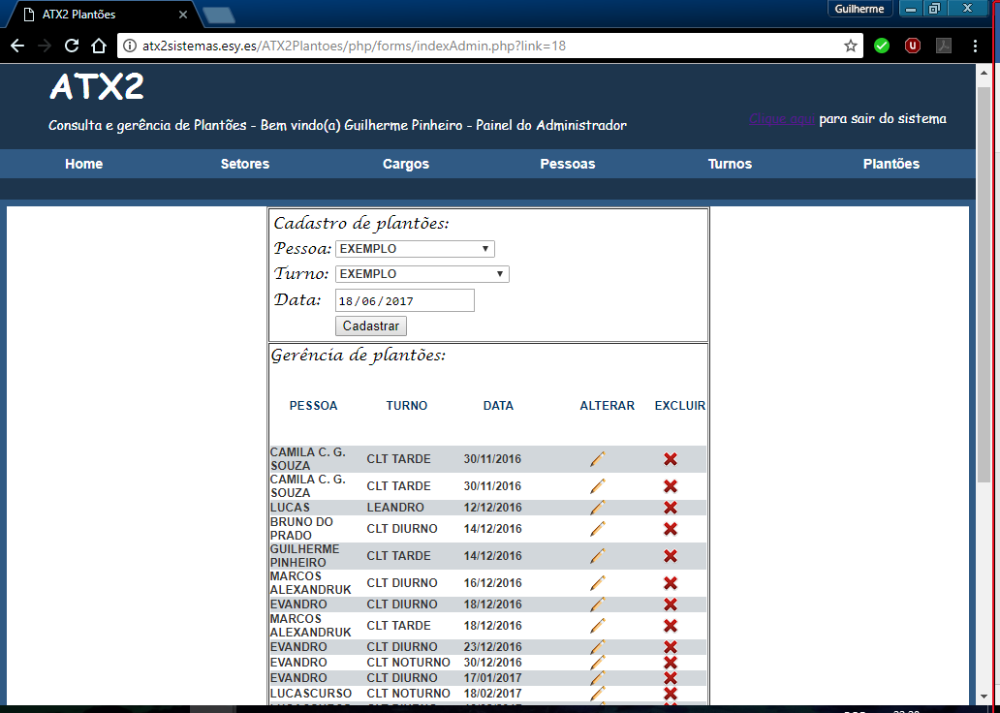 ATX2 Plantões
Guilherme
atx2sistemas.esy.es/ATX2Plantoes/php/forms/indexAdmin.php?link=18
ATX2
Consulta e gerência de Plantões - Bem vindo(a) Guilherme Pinheiro - Painel do Administrador
Clique aqui para sair do sistema
Home Setores Cargos Pessoas Turnos Plantões
Cadastro de plantões:
Pessoa: EXEMPLO
Turno: EXEMPLO
Data: 18/06/2017
Cadastrar
Gerência de plantões:
PESSOA TURNO DATA ALTERAR EXCLUIR
CAMILA C. G.
SOUZA CLT TARDE 30/11/2016
CAMILA C. G.
SOUZA CLT TARDE 30/11/2016
LUCAS LEANDRO 12/12/2016
BRUNO DO
PRADO CLT DIURNO 14/12/2016
GUILHERME
PINHEIRO CLT TARDE 14/12/2016
MARCOS
ALEXANDRUK CLT DIURNO 16/12/2016
EVANDRO CLT DIURNO 18/12/2016
MARCOS
ALEXANDRUK CLT TARDE 18/12/2016
EVANDRO CLT DIURNO 23/12/2016
EVANDRO CLT NOTURNO 30/12/2016
EVANDRO CLT DIURNO 17/01/2017
LUCASCURSO CLT NOTURNO 18/02/2017